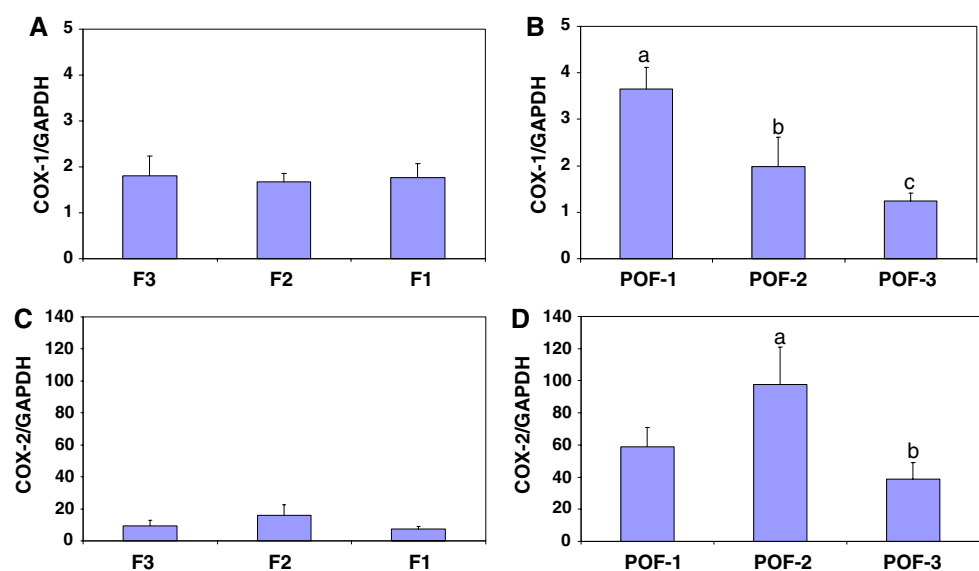 A
COX-1/GAPDH
5
4
3
2
1
0
F3 F2 F1
B
COX-1/GAPDH
5
4
3
2
1
0
a
b
c
POF-1 POF-2 POF-3
C
COX-2/GAPDH
140
120
100
80
60
40
20
0
F3 F2 F1
D
COX-2/GAPDH
140
120
100
80
60
40
20
0
a
b
POF-1 POF-2 POF-3